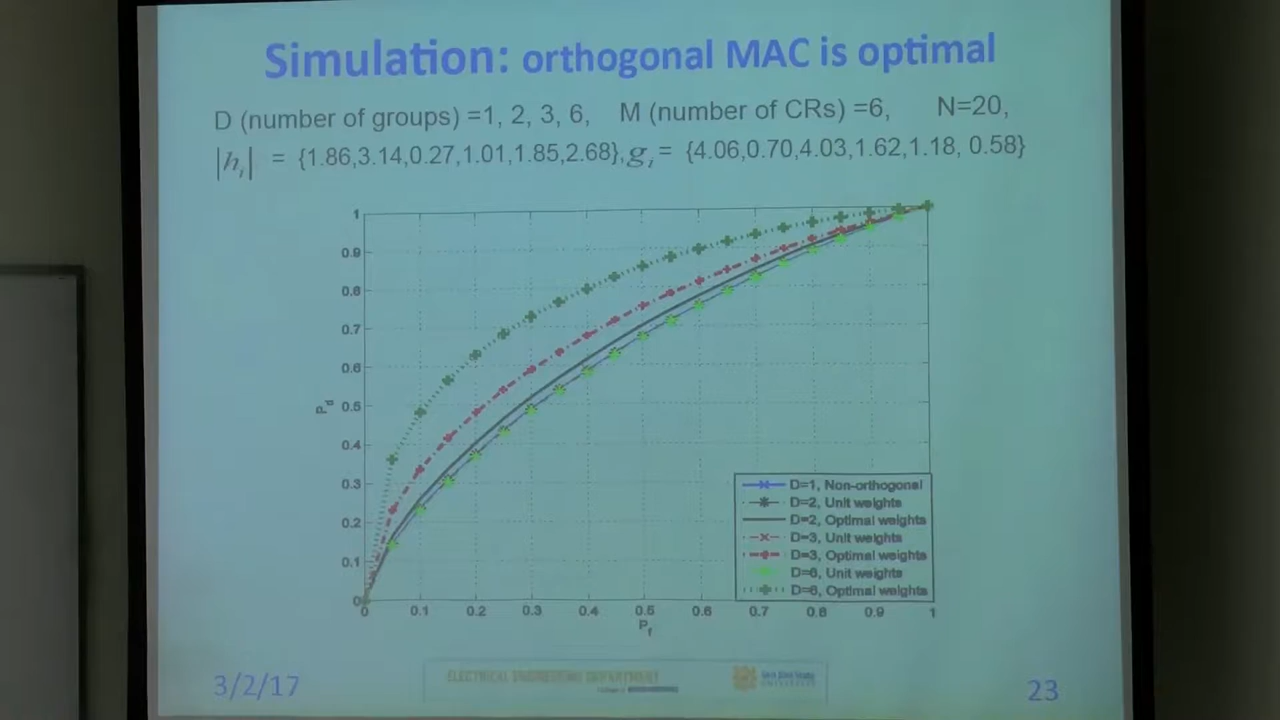 Simulation: orthogonal MAC is optimal
D (number of groups) =1, 2, 3, 6, M (number of CRs) =6, N=20,
|hᵢ| = {1.86,3.14,0.27,1.01,1.85,2.68}, gᵢ = {4.06,0.70,4.03,1.62,1.18, 0.58}
1
0.9
0.8
0.7
0.6
0.5
0.4
0.3
0.2
0.1
0
P_d
0 0.1 0.2 0.3 0.4 0.5 0.6 0.7 0.8 0.9 1
P_f
D=1, Non-orthogonal
D=2, Unit weights
D=2, Optimal weights
D=3, Unit weights
D=3, Optimal weights
D=6, Unit weights
D=6, Optimal weights
3/2/17
ELECTRICAL ENGINEERING DEPARTMENT
23